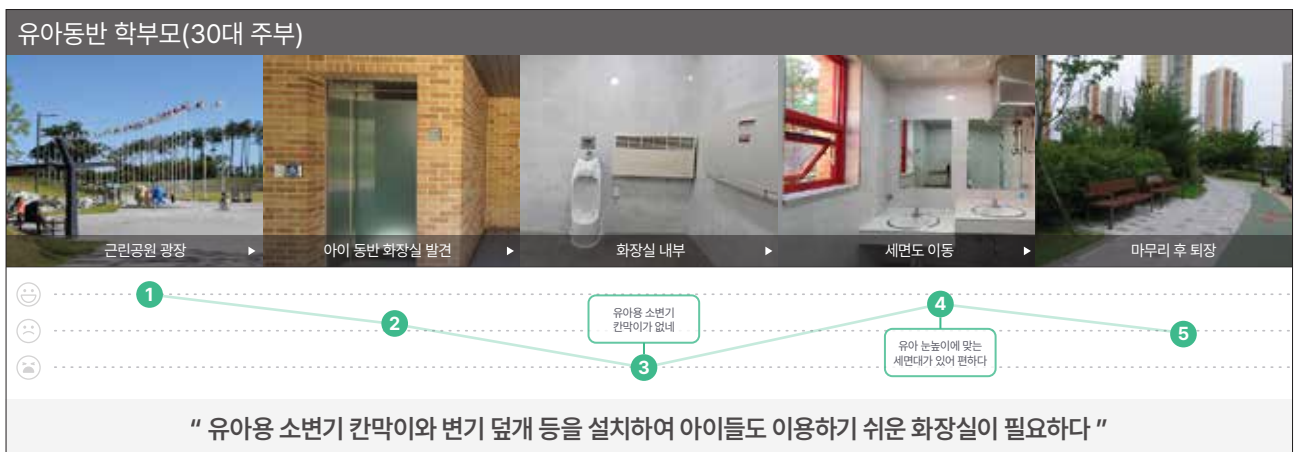 유아동반 학부모(30대 주부)
근린공원 광장
아이 동반 화장실 발견
화장실 내부
세면도 이동
마무리 후 퇴장
1
2
유아용 소변기
칸막이가 없네
3
4
유아 눈높이에 맞는
세면대가 있어 편하다
5
" 유아용 소변기 칸막이와 변기 덮개 등을 설치하여 아이들도 이용하기 쉬운 화장실이 필요하다 "